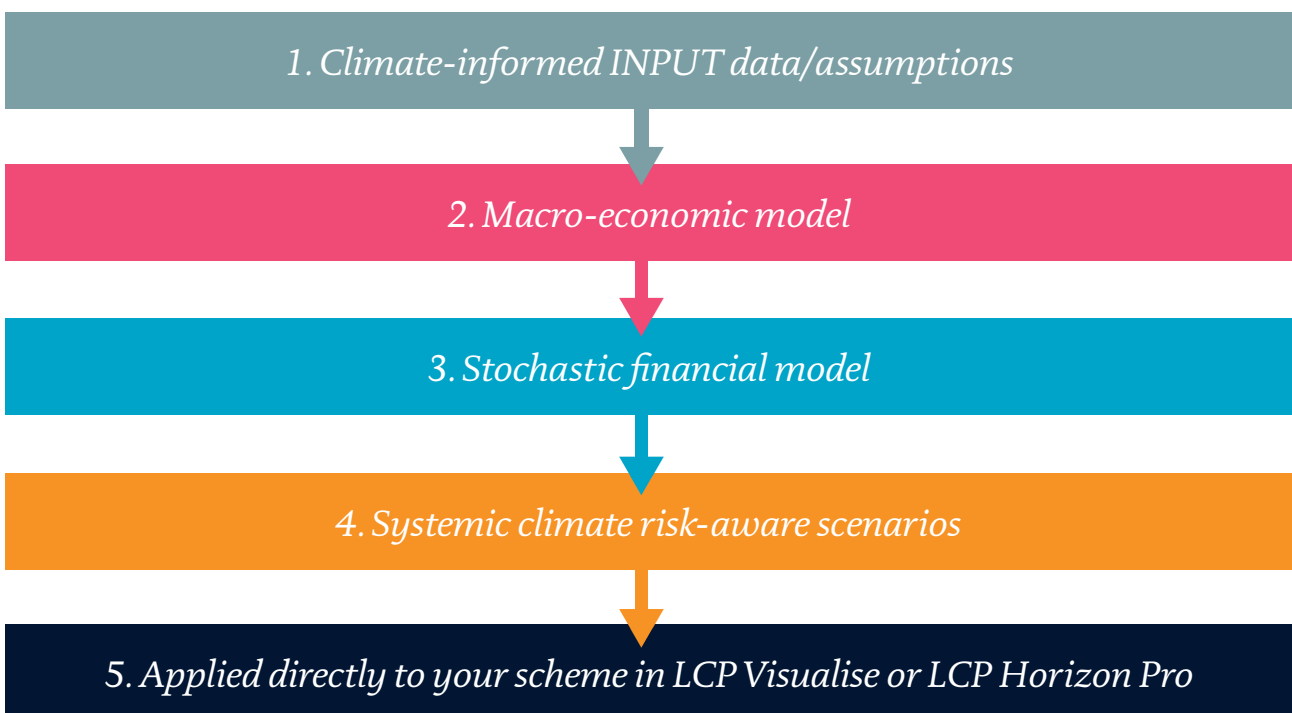 1. Climate-informed INPUT data/assumptions
2. Macro-economic model
3. Stochastic financial model
4. Systemic climate risk-aware scenarios
5. Applied directly to your scheme in LCP Visualise or LCP Horizon Pro